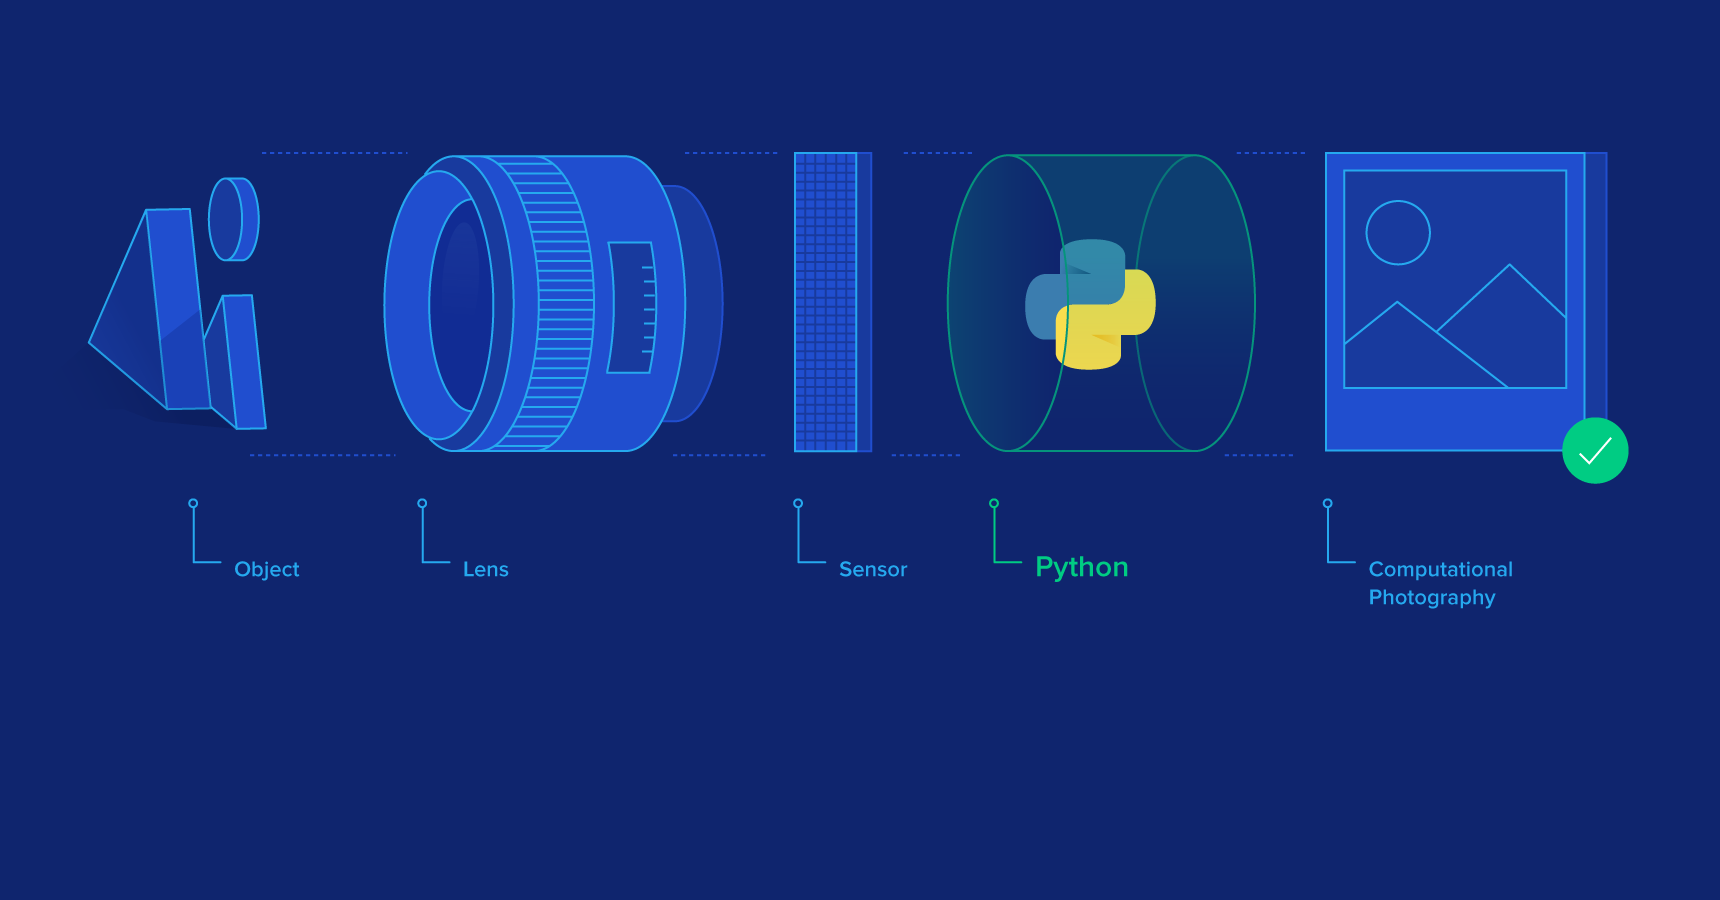 Object
Lens
Sensor
Python
Computational
Photography